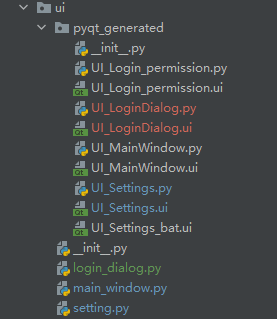 ui
pyqt_generated
__init__.py
UI_Login_permission.py
UI_Login_permission.ui
UI_LoginDialog.py
UI_LoginDialog.ui
UI_MainWindow.py
UI_MainWindow.ui
UI_Settings.py
UI_Settings.ui
UI_Settings_bat.ui
__init__.py
login_dialog.py
main_window.py
setting.py